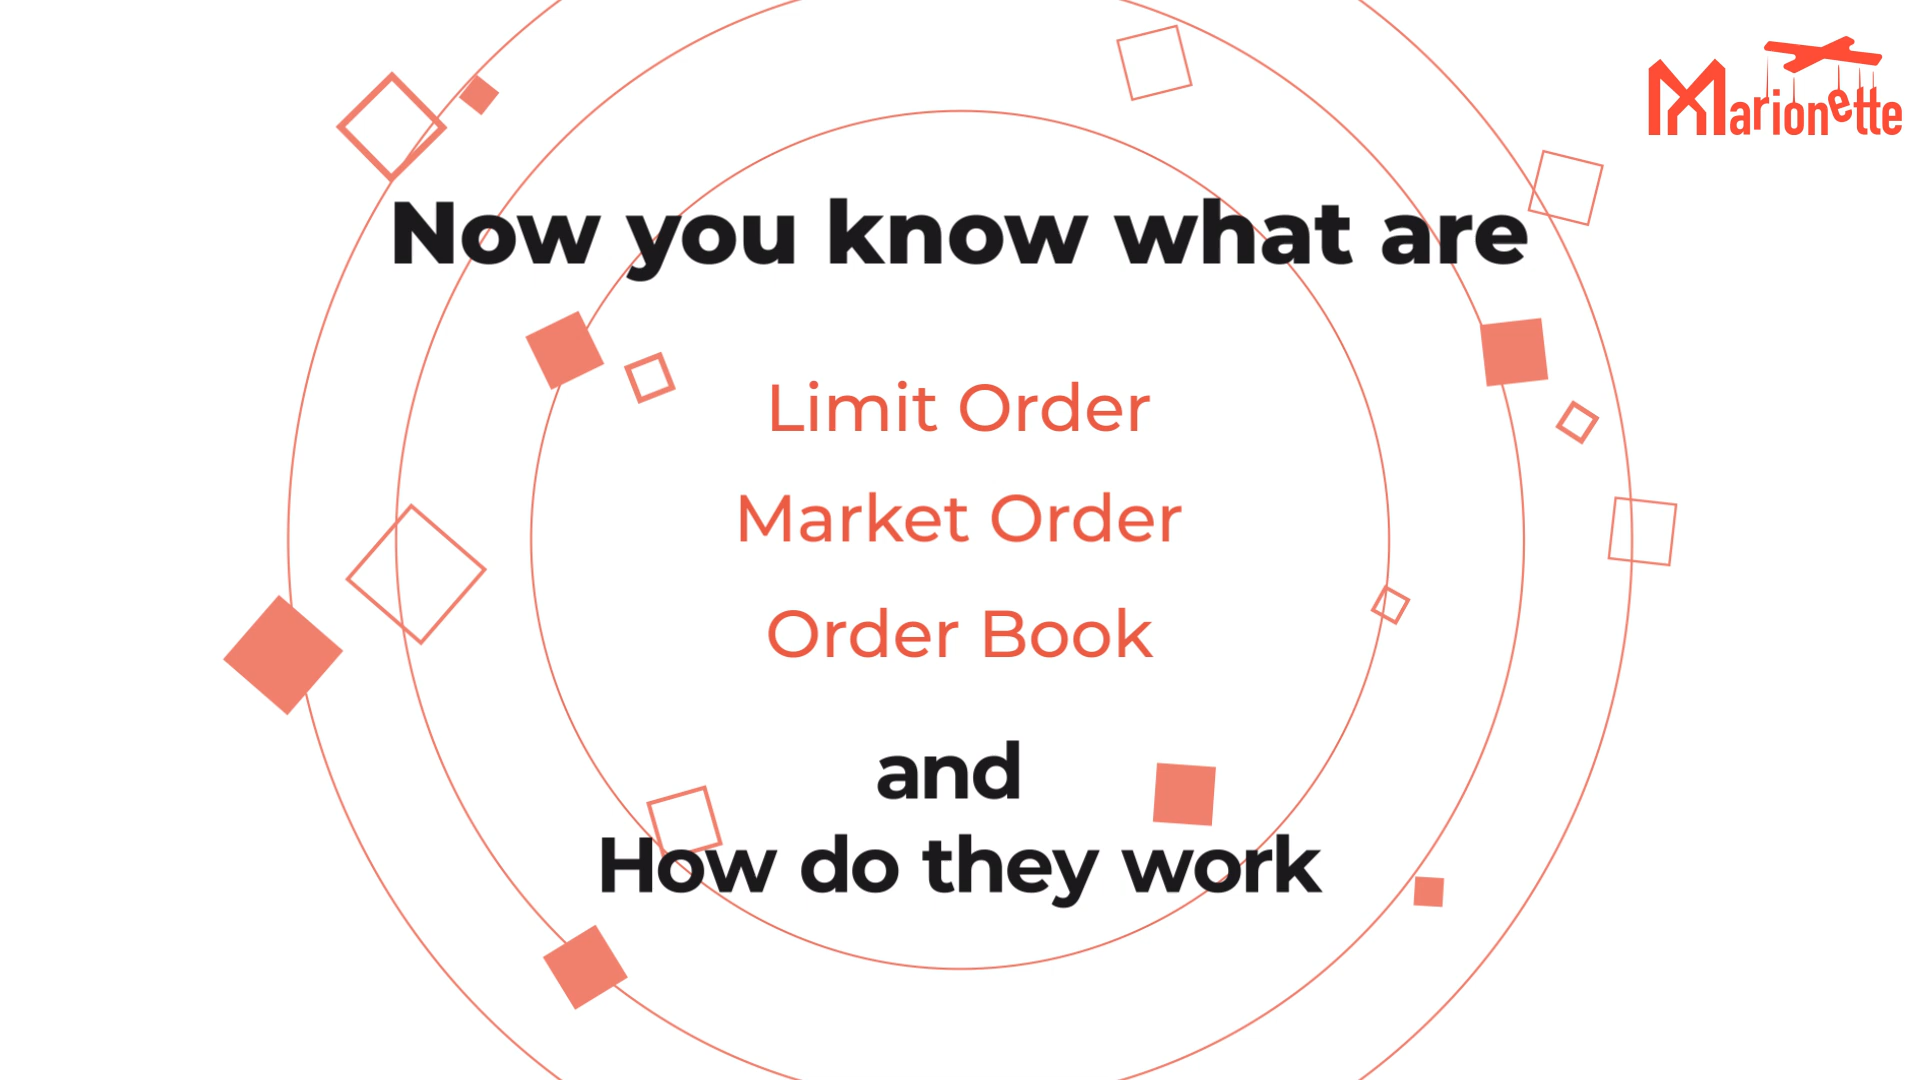 Marionette
Now you know what are
Limit Order
Market Order
Order Book
and
How do they work